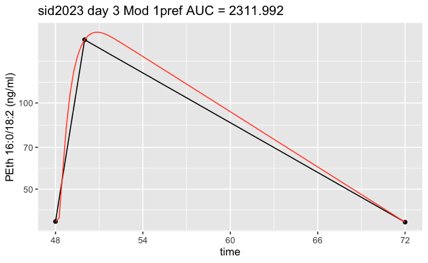 sid2023 day 3 Mod 1pref AUC = 2311.992
PEth 16:0/18:2 (ng/ml)
100
70
50
48
54
60
66
72
time